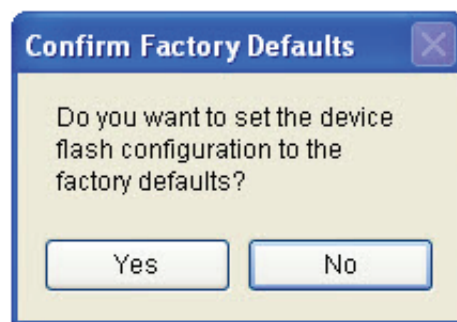 Confirm Factory Defaults
Do you want to set the device
flash configuration to the
factory defaults?
Yes
No